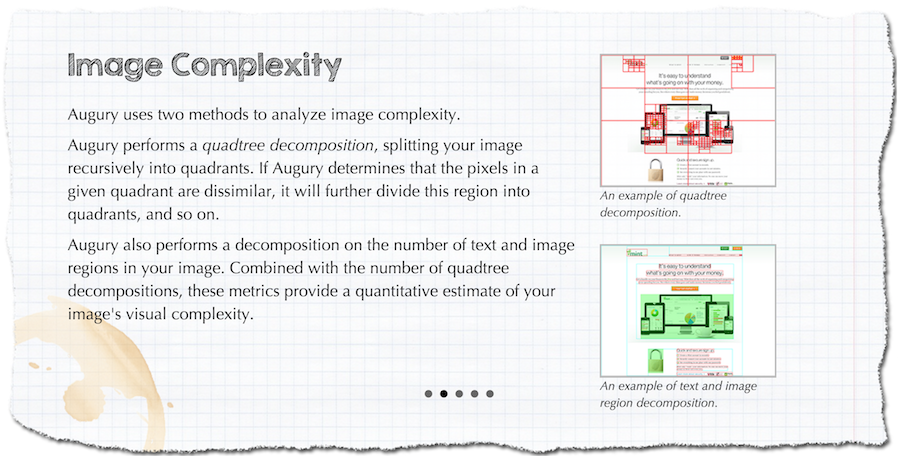 Image Complexity
Augury uses two methods to analyze image complexity.
Augury performs a quadtree decomposition, splitting your image
recursively into quadrants. If Augury determines that the pixels in a
given quadrant are dissimilar, it will further divide this region into
quadrants, and so on.
Augury also performs a decomposition on the number of text and image
regions in your image. Combined with the number of quadtree
decompositions, these metrics provide a quantitative estimate of your
image's visual complexity.
It's easy to understand
what's going on with your money.
An example of quadtree
decomposition.
mint
It's easy to understand
what's going on with your money.
An example of text and image
region decomposition.